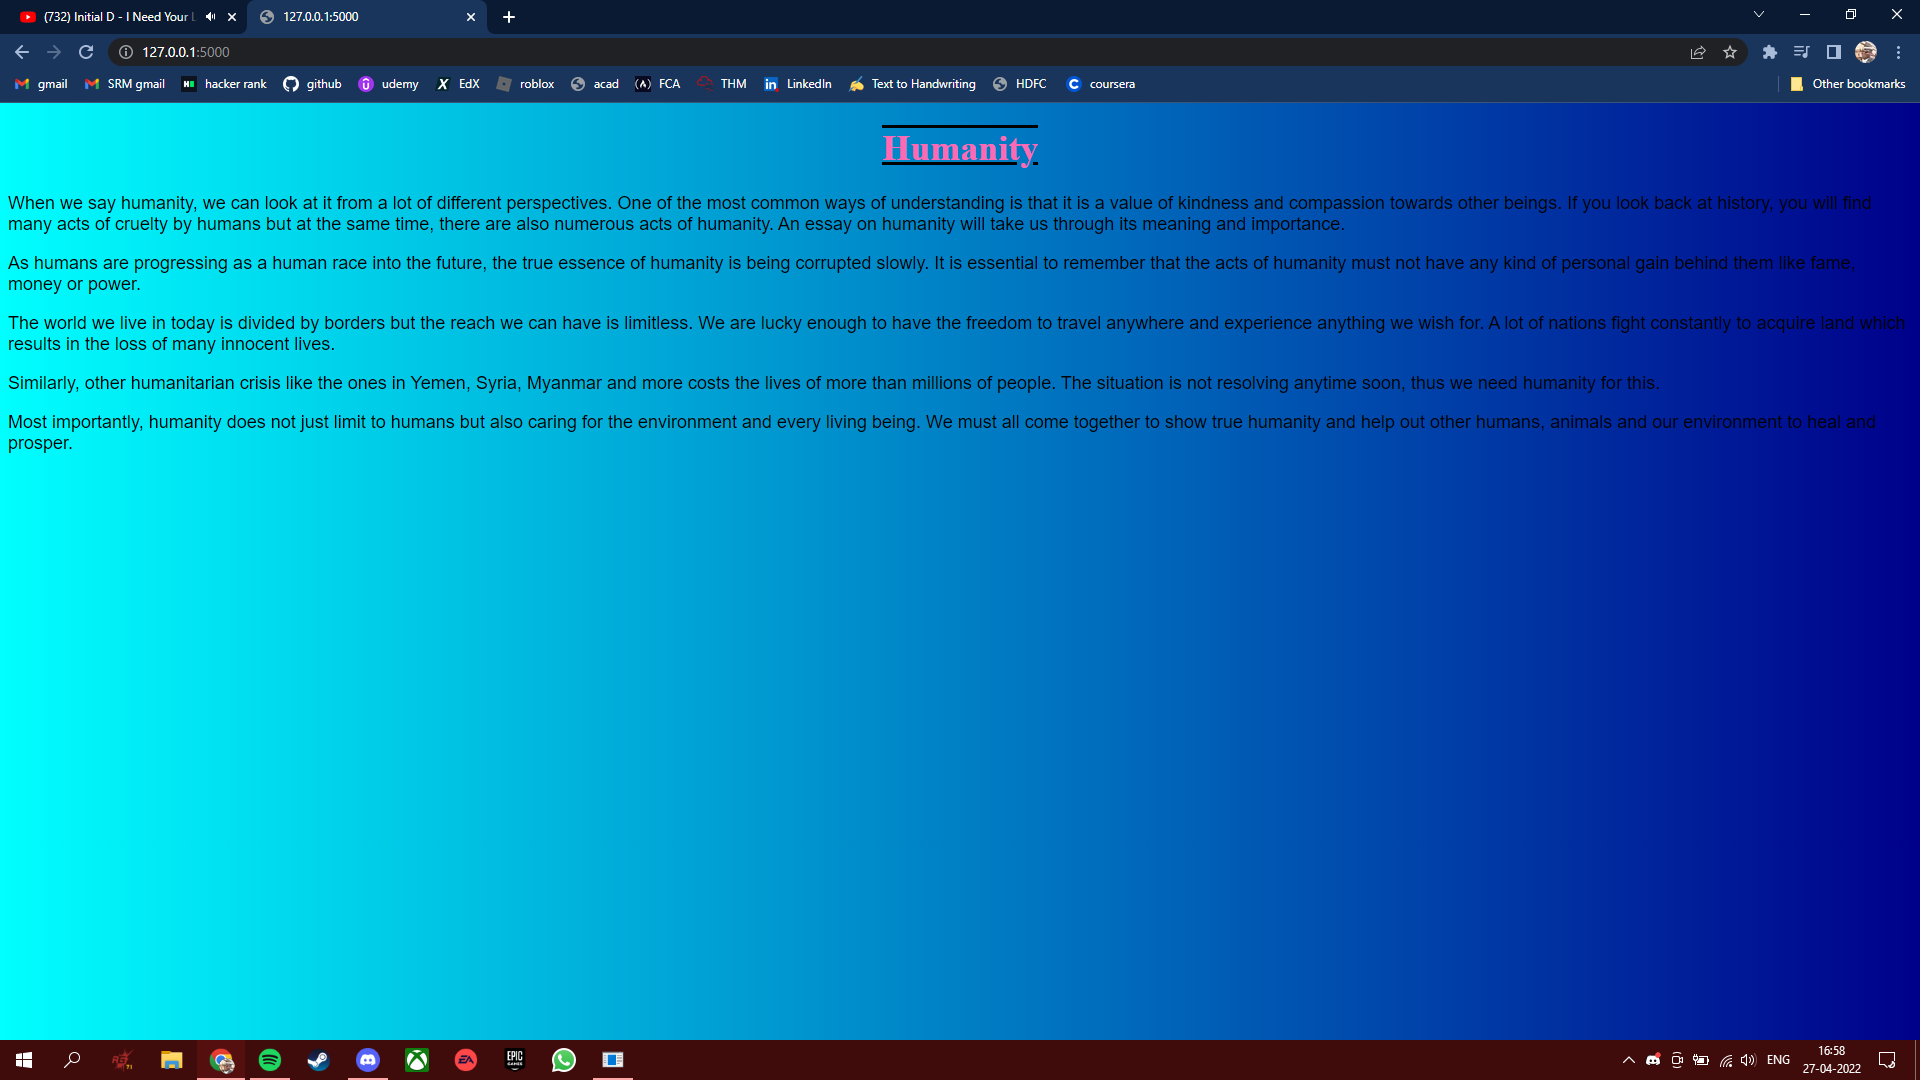 (732) Initial D - I Need Your L
127.0.0.1:5000
127.0.0.1:5000
gmail SRM gmail hacker rank github udemy EdX roblox acad FCA THM LinkedIn Text to Handwriting HDFC coursera Other bookmarks
Humanity
When we say humanity, we can look at it from a lot of different perspectives. One of the most common ways of understanding is that it is a value of kindness and compassion towards other beings. If you look back at history, you will find
many acts of cruelty by humans but at the same time, there are also numerous acts of humanity. An essay on humanity will take us through its meaning and importance.
As humans are progressing as a human race into the future, the true essence of humanity is being corrupted slowly. It is essential to remember that the acts of humanity must not have any kind of personal gain behind them like fame,
money or power.
The world we live in today is divided by borders but the reach we can have is limitless. We are lucky enough to have the freedom to travel anywhere and experience anything we wish for. A lot of nations fight constantly to acquire land which
results in the loss of many innocent lives.
Similarly, other humanitarian crisis like the ones in Yemen, Syria, Myanmar and more costs the lives of more than millions of people. The situation is not resolving anytime soon, thus we need humanity for this.
Most importantly, humanity does not just limit to humans but also caring for the environment and every living being. We must all come together to show true humanity and help out other humans, animals and our environment to heal and
prosper.
EPIC
GAMES
ENG
16:58
27-04-2022